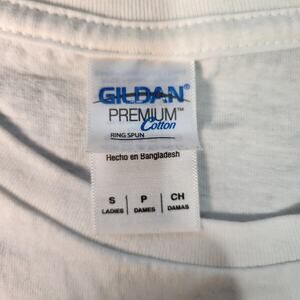 GILDAN®
PREMIUM™
Cotton
RING SPUN
Hecho en Bangladesh
S | P | CH
LADIES | DAMES | DAMAS